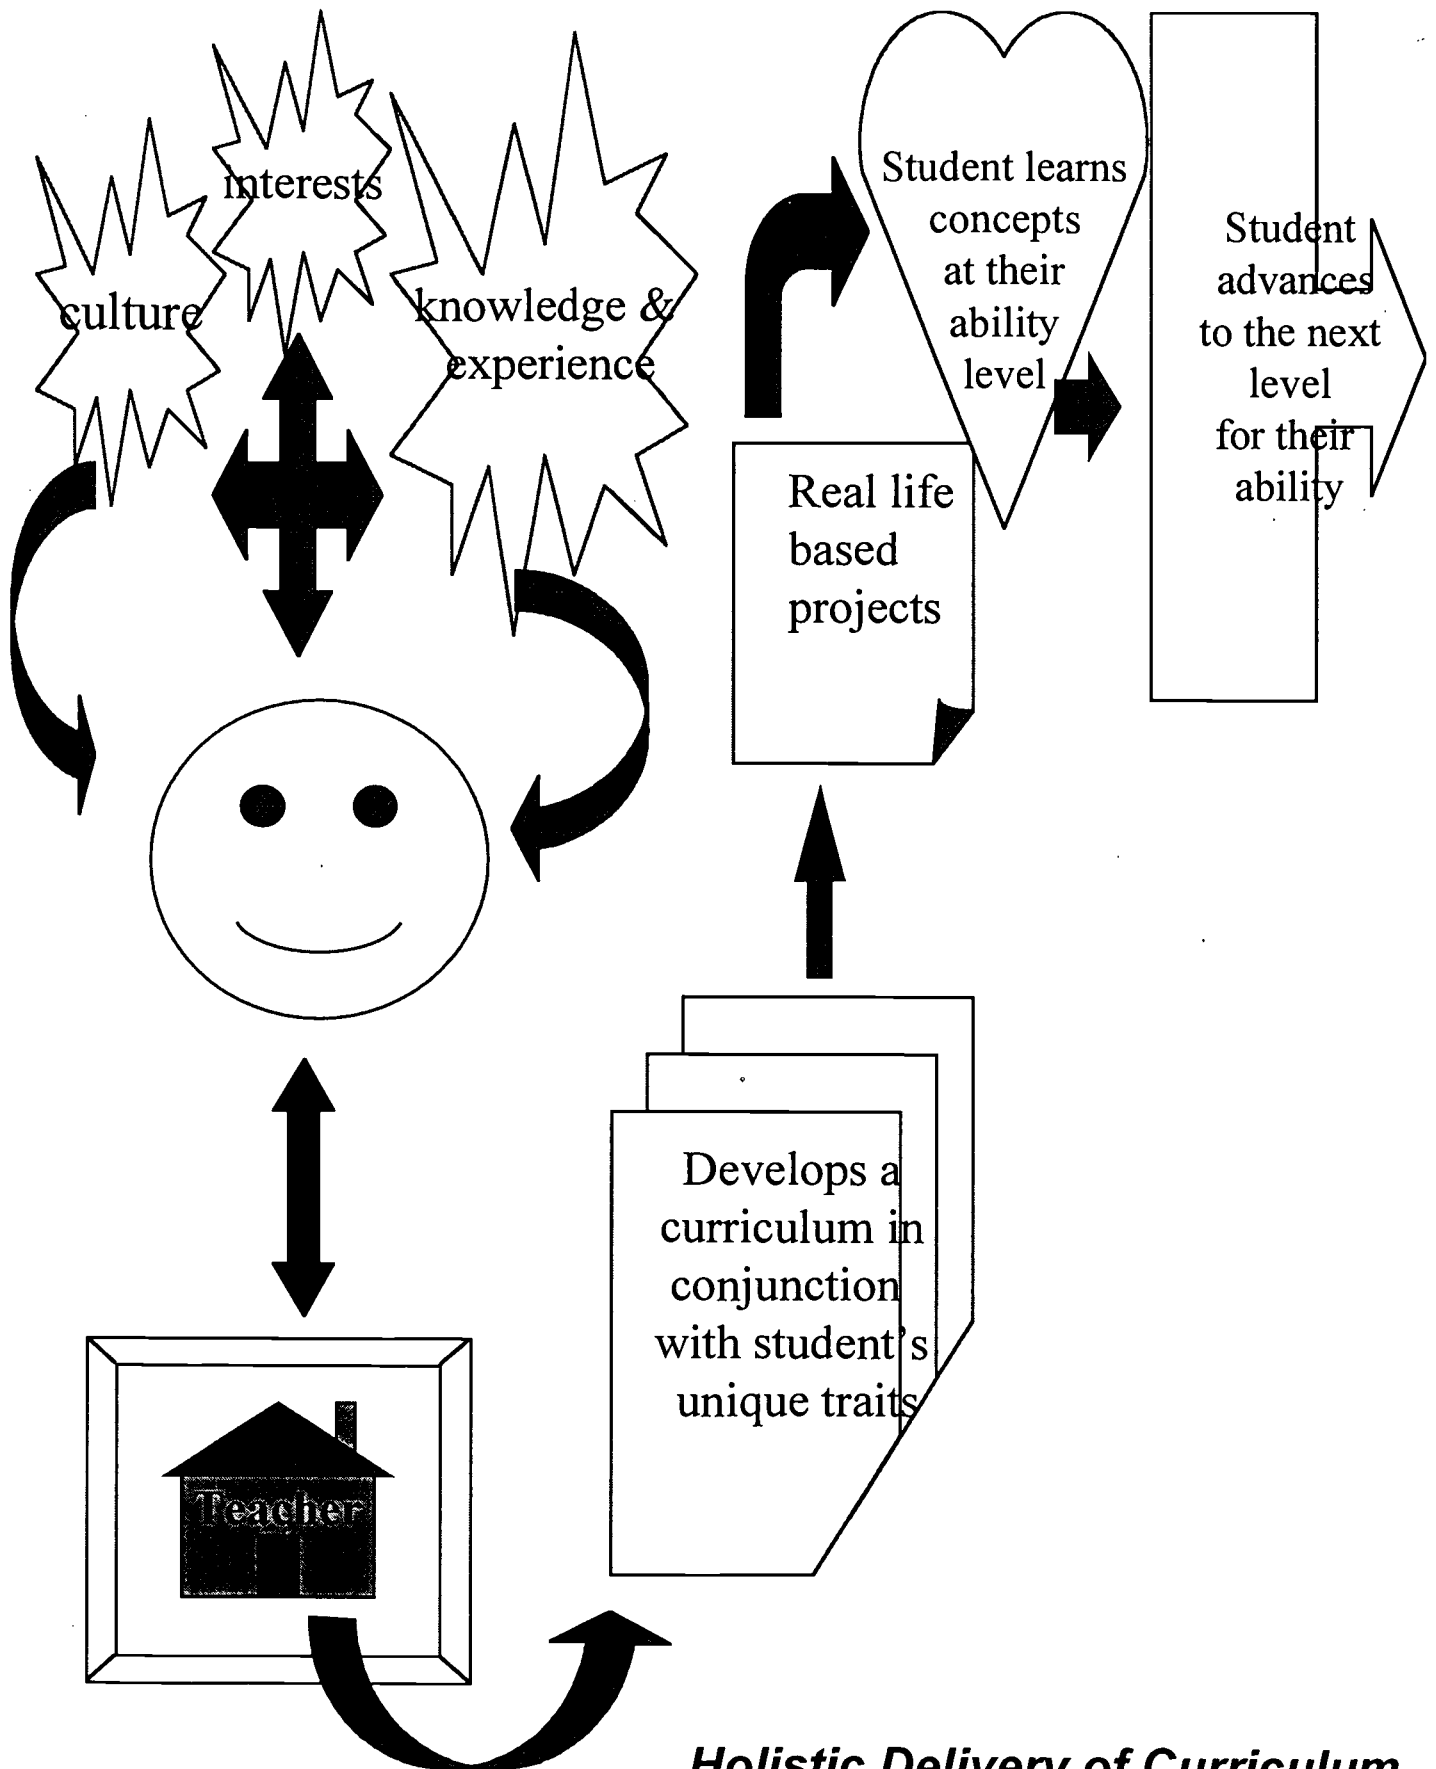 interests
culture
knowledge &
experience
Student learns
concepts
at their
ability
level
Student
advances
to the next
level
for their
ability
Real life
based
projects
Develops a
curriculum in
conjunction
with student's
unique traits
Teacher
Holistic Delivery of Curriculum